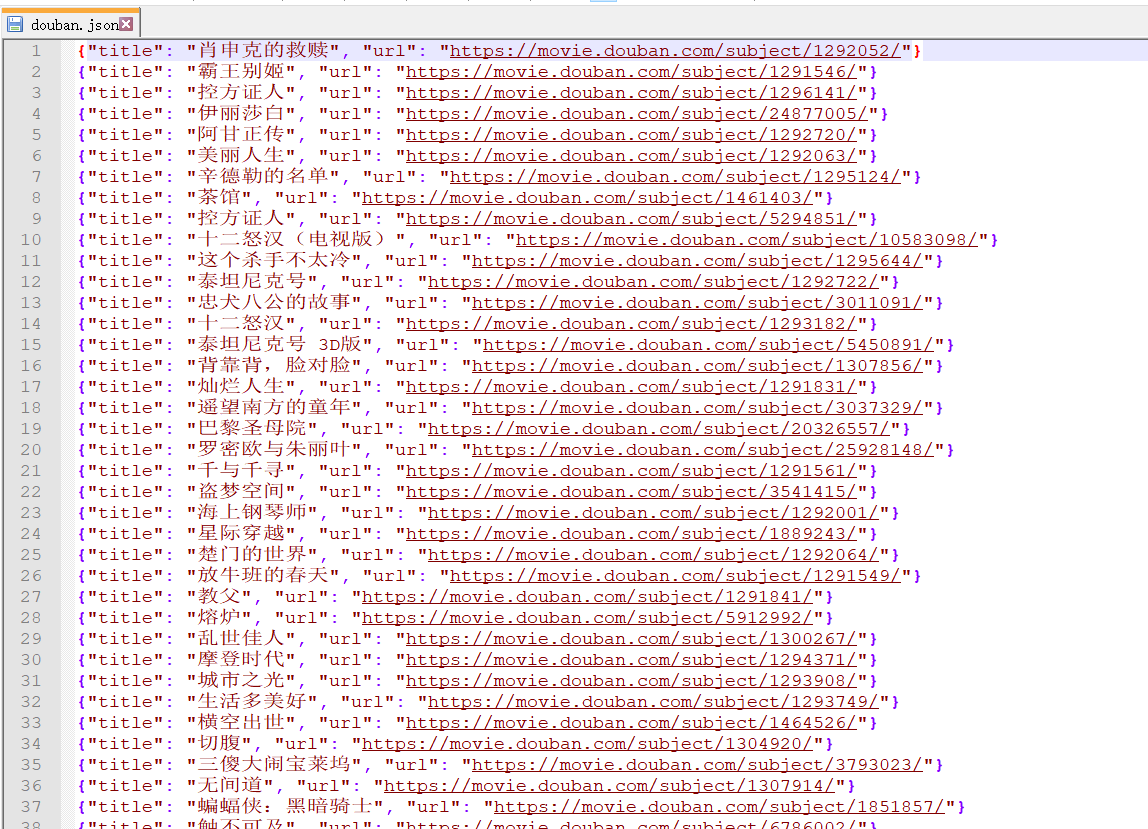 douban.json
1 {"title": "肖申克的救赎", "url": "https://movie.douban.com/subject/1292052/"}
2 {"title": "霸王别姬", "url": "https://movie.douban.com/subject/1291546/"}
3 {"title": "控方证人", "url": "https://movie.douban.com/subject/1296141/"}
4 {"title": "伊丽莎白", "url": "https://movie.douban.com/subject/24877005/"}
5 {"title": "阿甘正传", "url": "https://movie.douban.com/subject/1292720/"}
6 {"title": "美丽人生", "url": "https://movie.douban.com/subject/1292063/"}
7 {"title": "辛德勒的名单", "url": "https://movie.douban.com/subject/1295124/"}
8 {"title": "茶馆", "url": "https://movie.douban.com/subject/1461403/"}
9 {"title": "控方证人", "url": "https://movie.douban.com/subject/5294851/"}
10 {"title": "十二怒汉（电视版）", "url": "https://movie.douban.com/subject/10583098/"}
11 {"title": "这个杀手不太冷", "url": "https://movie.douban.com/subject/1295644/"}
12 {"title": "泰坦尼克号", "url": "https://movie.douban.com/subject/1292722/"}
13 {"title": "忠犬八公的故事", "url": "https://movie.douban.com/subject/3011091/"}
14 {"title": "十二怒汉", "url": "https://movie.douban.com/subject/1293182/"}
15 {"title": "泰坦尼克号 3D版", "url": "https://movie.douban.com/subject/5450891/"}
16 {"title": "背靠背，脸对脸", "url": "https://movie.douban.com/subject/1307856/"}
17 {"title": "灿烂人生", "url": "https://movie.douban.com/subject/1291831/"}
18 {"title": "遥望南方的童年", "url": "https://movie.douban.com/subject/3037329/"}
19 {"title": "巴黎圣母院", "url": "https://movie.douban.com/subject/20326557/"}
20 {"title": "罗密欧与朱丽叶", "url": "https://movie.douban.com/subject/25928148/"}
21 {"title": "千与千寻", "url": "https://movie.douban.com/subject/1291561/"}
22 {"title": "盗梦空间", "url": "https://movie.douban.com/subject/3541415/"}
23 {"title": "海上钢琴师", "url": "https://movie.douban.com/subject/1292001/"}
24 {"title": "星际穿越", "url": "https://movie.douban.com/subject/1889243/"}
25 {"title": "楚门的世界", "url": "https://movie.douban.com/subject/1292064/"}
26 {"title": "放牛班的春天", "url": "https://movie.douban.com/subject/1291549/"}
27 {"title": "教父", "url": "https://movie.douban.com/subject/1291841/"}
28 {"title": "熔炉", "url": "https://movie.douban.com/subject/5912992/"}
29 {"title": "乱世佳人", "url": "https://movie.douban.com/subject/1300267/"}
30 {"title": "摩登时代", "url": "https://movie.douban.com/subject/1294371/"}
31 {"title": "城市之光", "url": "https://movie.douban.com/subject/1293908/"}
32 {"title": "生活多美好", "url": "https://movie.douban.com/subject/1293749/"}
33 {"title": "横空出世", "url": "https://movie.douban.com/subject/1464526/"}
34 {"title": "切腹", "url": "https://movie.douban.com/subject/1304920/"}
35 {"title": "三傻大闹宝莱坞", "url": "https://movie.douban.com/subject/3793023/"}
36 {"title": "无间道", "url": "https://movie.douban.com/subject/1307914/"}
37 {"title": "蝙蝠侠：黑暗骑士", "url": "https://movie.douban.com/subject/1851857/"}
38 {"title": "触不可及", "url": "https://movie.douban.com/subject/6786002/"}